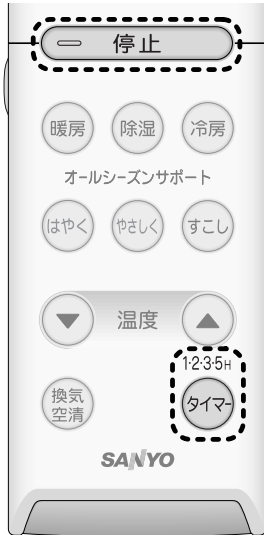 停止
暖房 除湿 冷房
オールシーズンサポート
はやく やさしく すこし
温度
1・2・3・5H
換気
空清
タイマー
SANYO